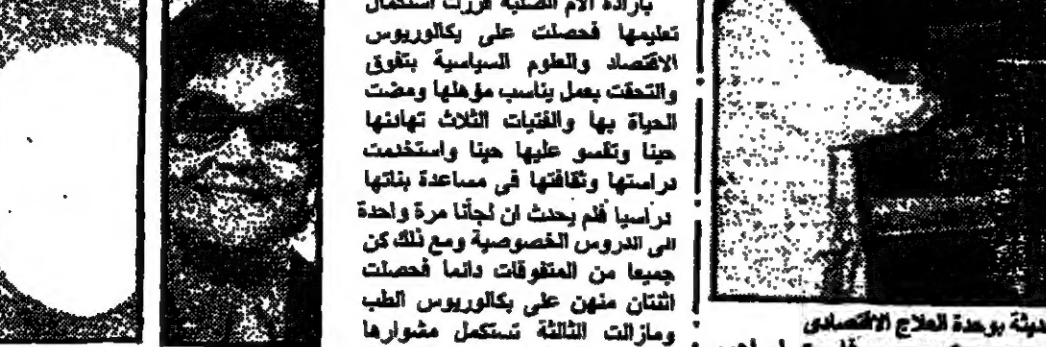 بإرادة الأم الصلبة قررت استكمال
تعليمها فحصلت على بكالوريوس
الاقتصاد والعلوم السياسية بتفوق
والتحقت بعمل يناسب مؤهلها ومضت
الحياة بها والفتيات الثلاث تهادنها
حينا وتقسو عليها حينا واستخدمت
دراستها وثقافتها فى مساعدة بناتها
دراسيا فلم يحدث ان لجأنا مرة واحدة
الى الدروس الخصوصية ومع ذلك كن
جميعا من المتفوقات دائما فحصلت
اثنتان منهن على بكالوريوس الطب
ومازالت الثالثة تستكمل مشوارها
بوحدة العلاج الاقتصادى